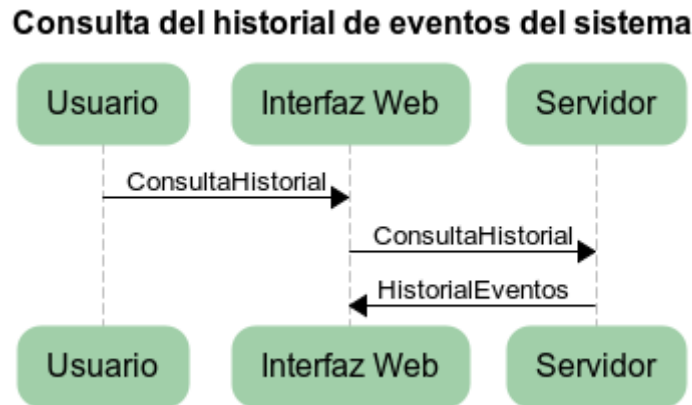 Consulta del historial de eventos del sistema
Usuario Interfaz Web Servidor
ConsultaHistorial
ConsultaHistorial
HistorialEventos
Usuario Interfaz Web Servidor